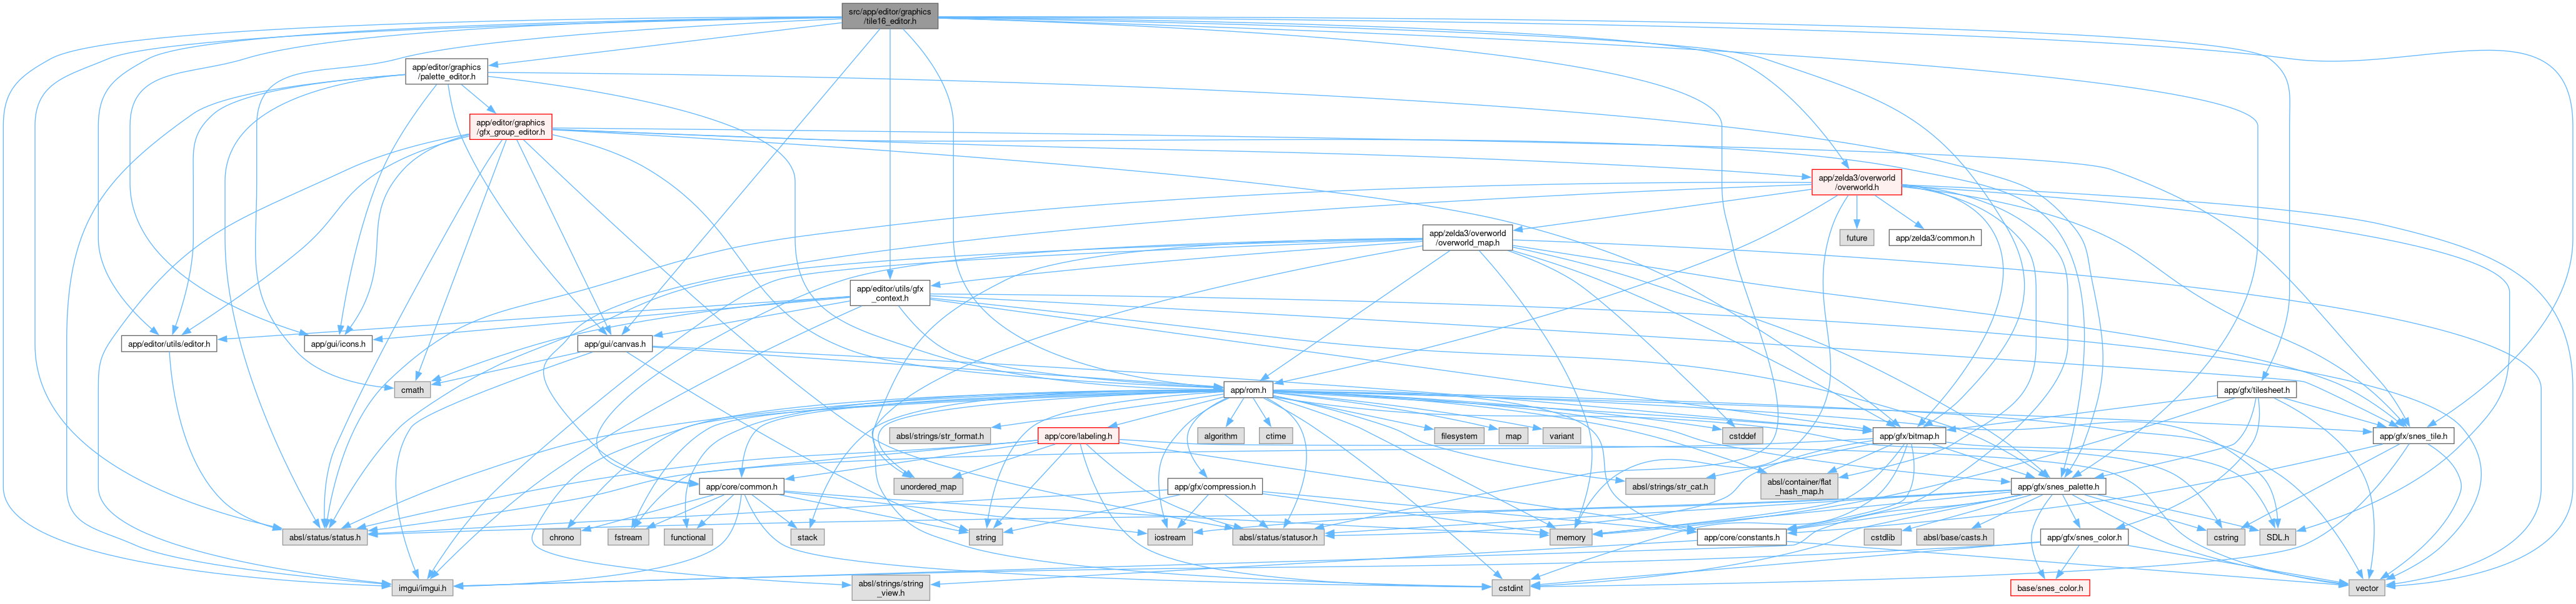 src/app/editor/graphics
/tile16_editor.h
app/editor/graphics
/palette_editor.h
app/editor/graphics
/gfx_group_editor.h
app/zelda3/overworld
/overworld.h
app/zelda3/overworld
/overworld_map.h
future
app/zelda3/common.h
app/editor/utils/gfx
_context.h
app/editor/utils/editor.h
app/gui/icons.h
app/gui/canvas.h
cmath
app/rom.h
app/gfx/tilesheet.h
absl/strings/str_format.h
app/core/labeling.h
algorithm
ctime
filesystem
map
variant
cstddef
app/gfx/bitmap.h
app/gfx/snes_tile.h
unordered_map
app/core/common.h
app/gfx/compression.h
absl/strings/str_cat.h
absl/container/flat
_hash_map.h
app/gfx/snes_palette.h
absl/status/status.h
chrono
fstream
functional
stack
string
iostream
absl/status/statusor.h
memory
app/core/constants.h
cstdlib
absl/base/casts.h
app/gfx/snes_color.h
cstring
SDL.h
imgui/imgui.h
absl/strings/string
_view.h
cstdint
base/snes_color.h
vector